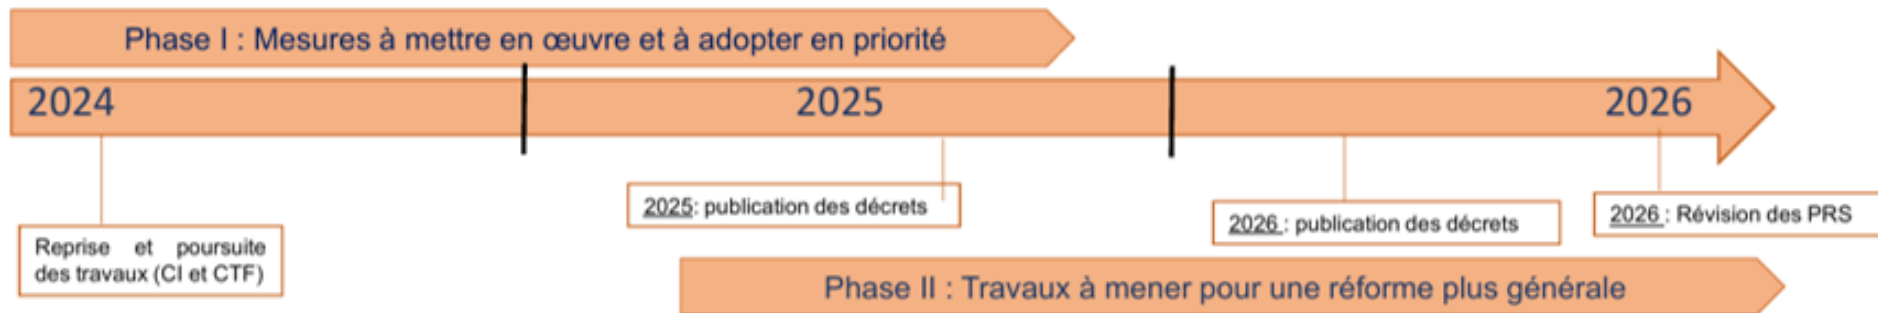 Phase I : Mesures à mettre en œuvre et à adopter en priorité
2024
2025
2026
Reprise et poursuite
des travaux (CI et CTF)
2025: publication des décrets
2026 : publication des décrets
2026 : Révision des PRS
Phase II : Travaux à mener pour une réforme plus générale